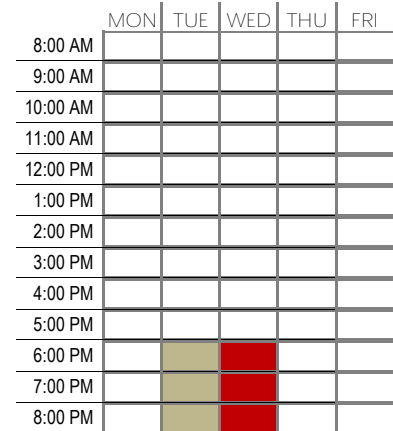 MON TUE WED THU FRI
8:00 AM
9:00 AM
10:00 AM
11:00 AM
12:00 PM
1:00 PM
2:00 PM
3:00 PM
4:00 PM
5:00 PM
6:00 PM
7:00 PM
8:00 PM